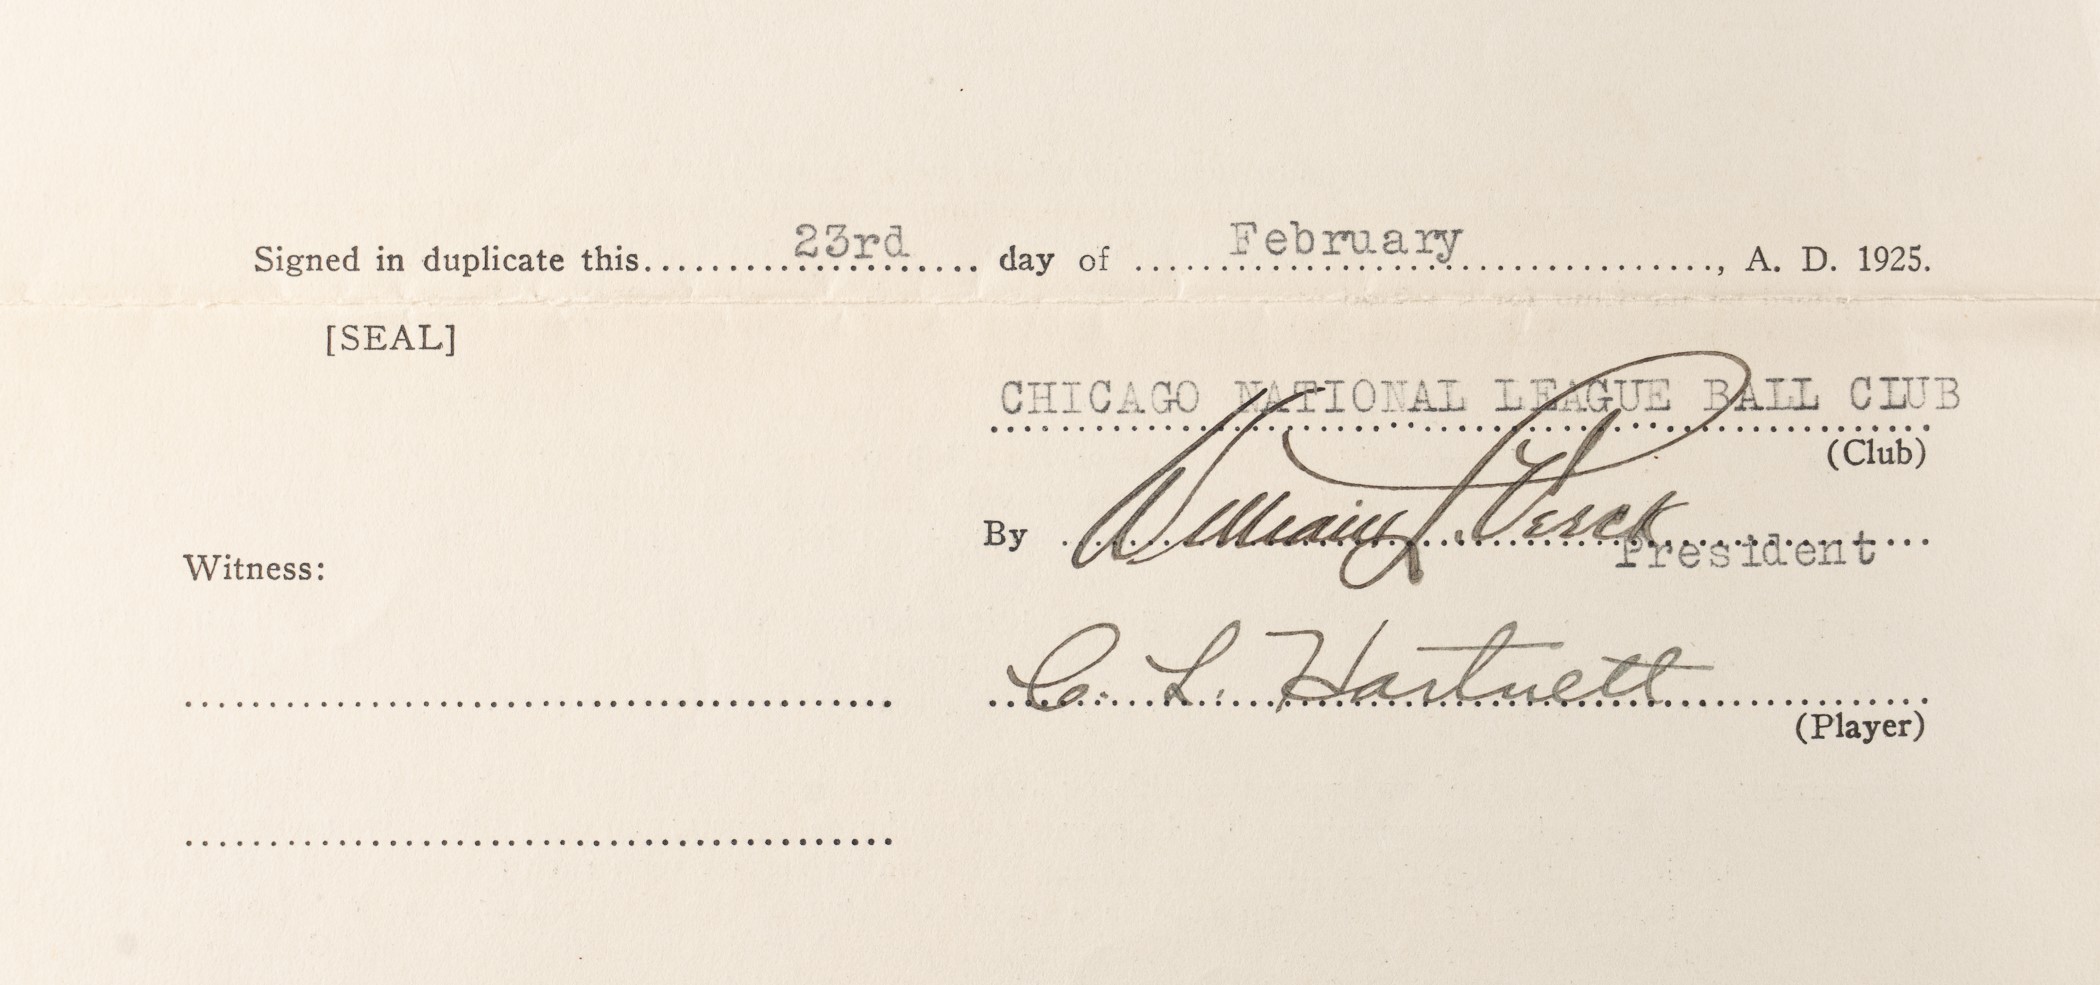 Signed in duplicate this 23rd day of February, A. D. 1925.
[SEAL]
CHICAGO NATIONAL LEAGUE BALL CLUB
(Club)
By William L Veeck
President
Witness:
C. L. Hartnett
(Player)